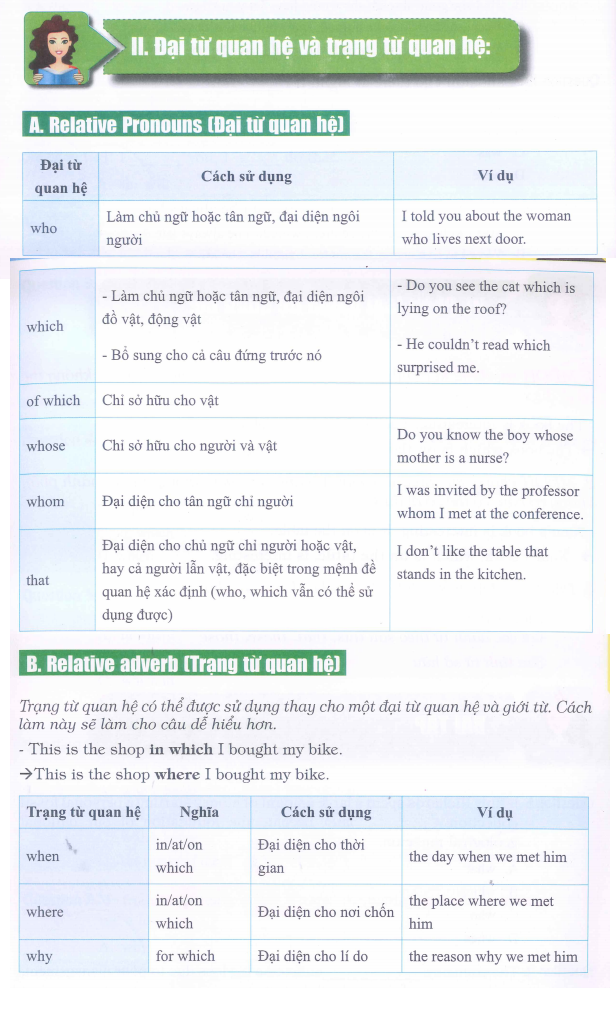 II. Đại từ quan hệ và trạng từ quan hệ:
A. Relative Pronouns (Đại từ quan hệ)
Đại từ
quan hệ
Cách sử dụng
Ví dụ
who
Làm chủ ngữ hoặc tân ngữ, đại diện ngôi
người
I told you about the woman
who lives next door.
which
- Làm chủ ngữ hoặc tân ngữ, đại diện ngôi
đồ vật, động vật
- Bổ sung cho cả câu đứng trước nó
- Do you see the cat which is
lying on the roof?
- He couldn't read which
surprised me.
of which
Chỉ sở hữu cho vật
whose
Chỉ sở hữu cho người và vật
Do you know the boy whose
mother is a nurse?
whom
Đại diện cho tân ngữ chỉ người
I was invited by the professor
whom I met at the conference.
that
Đại diện cho chủ ngữ chỉ người hoặc vật,
hay cả người lẫn vật, đặc biệt trong mệnh đề
quan hệ xác định (who, which vẫn có thể sử
dụng được)
I don't like the table that
stands in the kitchen.
B. Relative adverb (Trạng từ quan hệ)
Trạng từ quan hệ có thể được sử dụng thay cho một đại từ quan hệ và giới từ. Cách
làm này sẽ làm cho câu dễ hiểu hơn.
- This is the shop in which I bought my bike.
→This is the shop where I bought my bike.
Trạng từ quan hệ
Nghĩa
Cách sử dụng
Ví dụ
when
in/at/on
which
Đại diện cho thời
gian
the day when we met him
where
in/at/on
which
Đại diện cho nơi chốn
the place where we met
him
why
for which
Đại diện cho lí do
the reason why we met him